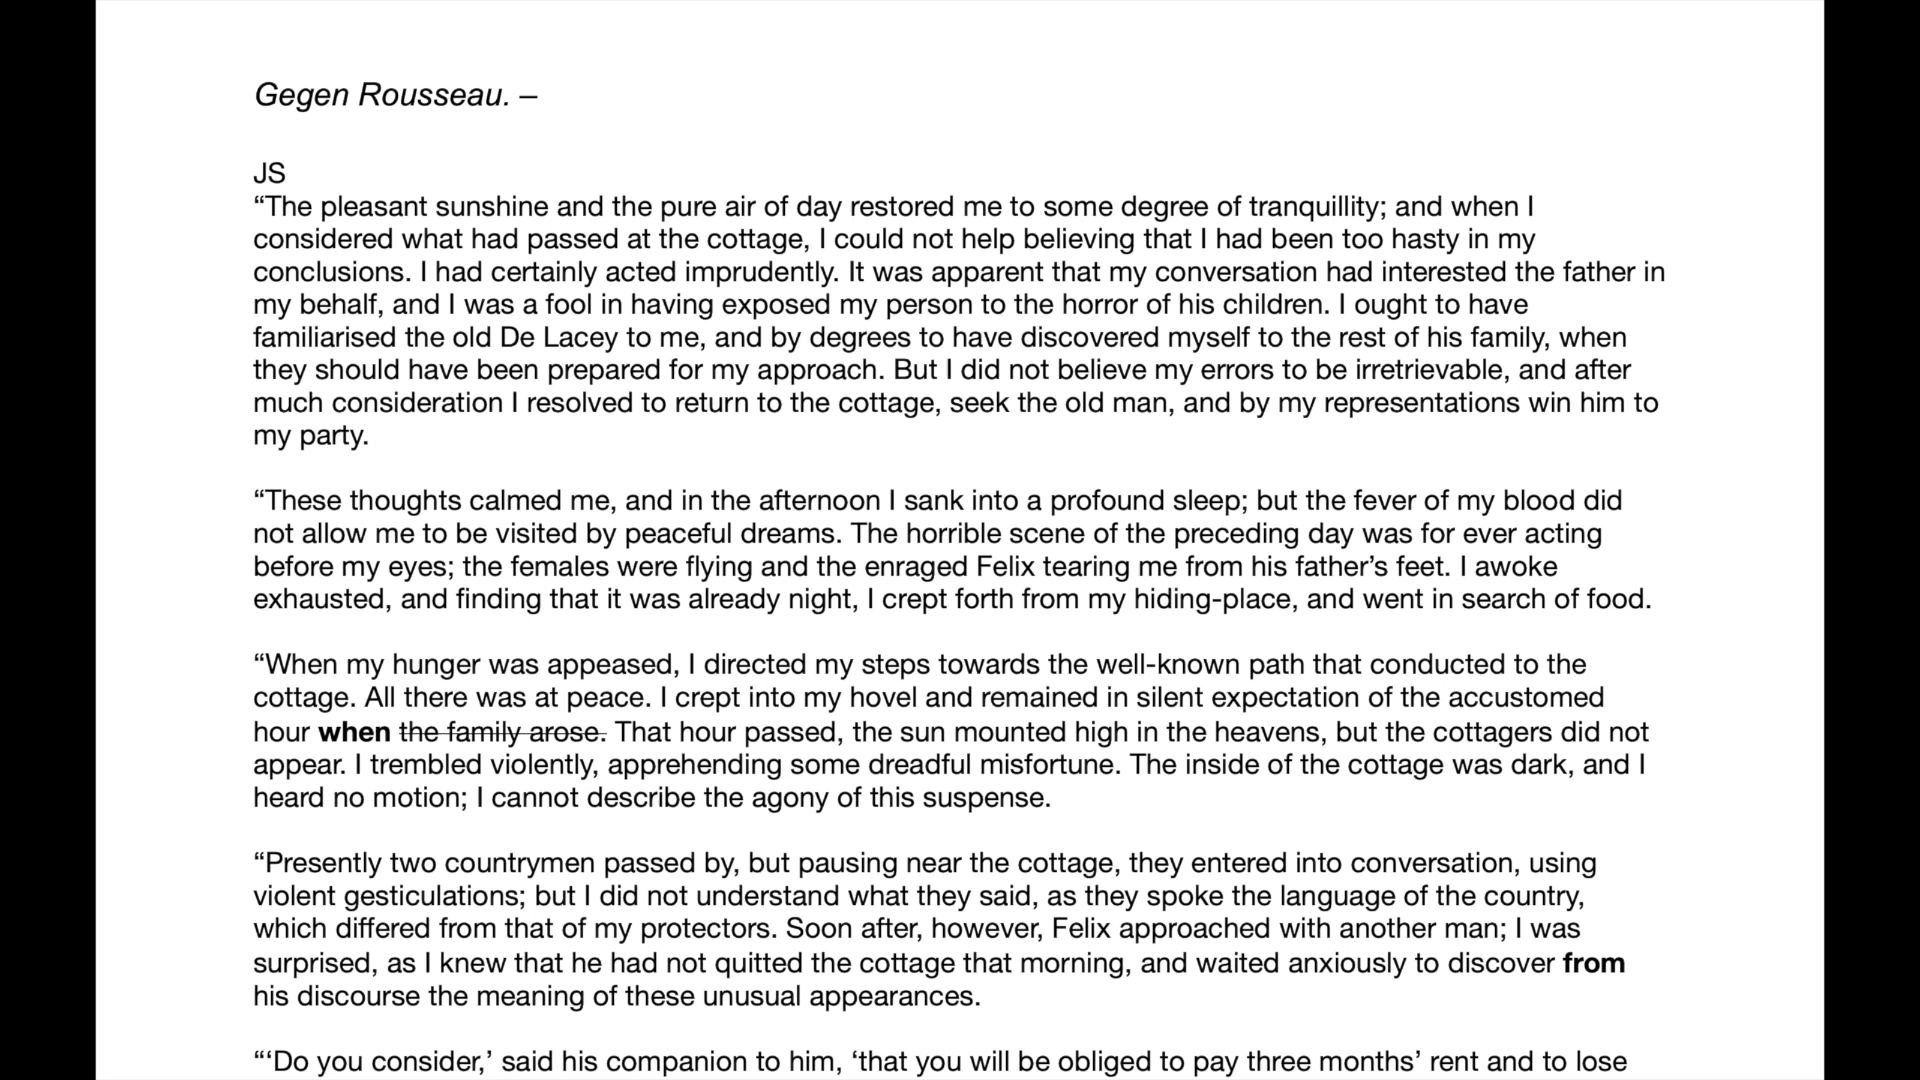 Gegen Rousseau. –
JS
“The pleasant sunshine and the pure air of day restored me to some degree of tranquillity; and when I
considered what had passed at the cottage, I could not help believing that I had been too hasty in my
conclusions. I had certainly acted imprudently. It was apparent that my conversation had interested the father in
my behalf, and I was a fool in having exposed my person to the horror of his children. I ought to have
familiarised the old De Lacey to me, and by degrees to have discovered myself to the rest of his family, when
they should have been prepared for my approach. But I did not believe my errors to be irretrievable, and after
much consideration I resolved to return to the cottage, seek the old man, and by my representations win him to
my party.
“These thoughts calmed me, and in the afternoon I sank into a profound sleep; but the fever of my blood did
not allow me to be visited by peaceful dreams. The horrible scene of the preceding day was for ever acting
before my eyes; the females were flying and the enraged Felix tearing me from his father’s feet. I awoke
exhausted, and finding that it was already night, I crept forth from my hiding-place, and went in search of food.
“When my hunger was appeased, I directed my steps towards the well-known path that conducted to the
cottage. All there was at peace. I crept into my hovel and remained in silent expectation of the accustomed
hour when the family arose. That hour passed, the sun mounted high in the heavens, but the cottagers did not
appear. I trembled violently, apprehending some dreadful misfortune. The inside of the cottage was dark, and I
heard no motion; I cannot describe the agony of this suspense.
“Presently two countrymen passed by, but pausing near the cottage, they entered into conversation, using
violent gesticulations; but I did not understand what they said, as they spoke the language of the country,
which differed from that of my protectors. Soon after, however, Felix approached with another man; I was
surprised, as I knew that he had not quitted the cottage that morning, and waited anxiously to discover from
his discourse the meaning of these unusual appearances.
“‘Do you consider,’ said his companion to him, ‘that you will be obliged to pay three months’ rent and to lose